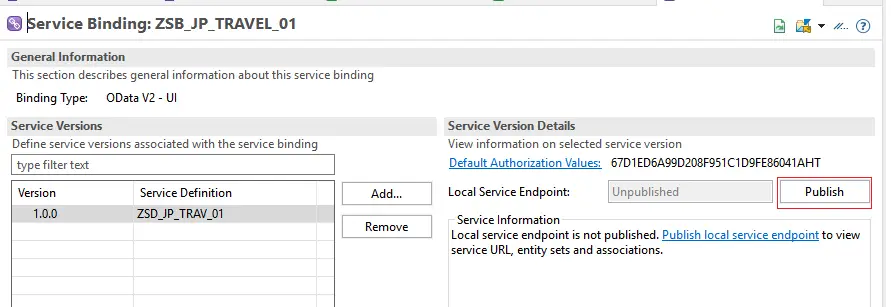 Service Binding: ZSB_JP_TRAVEL_01
General Information
This section describes general information about this service binding
Binding Type: OData V2 - UI
Service Versions
Define service versions associated with the service binding
type filter text
Version Service Definition
1.0.0 ZSD_JP_TRAV_01
Add...
Remove
Service Version Details
View information on selected service version
Default Authorization Values: 67D1ED6A99D208F951C1D9FE86041AHT
Local Service Endpoint: Unpublished Publish
Service Information
Local service endpoint is not published. Publish local service endpoint to view
service URL, entity sets and associations.